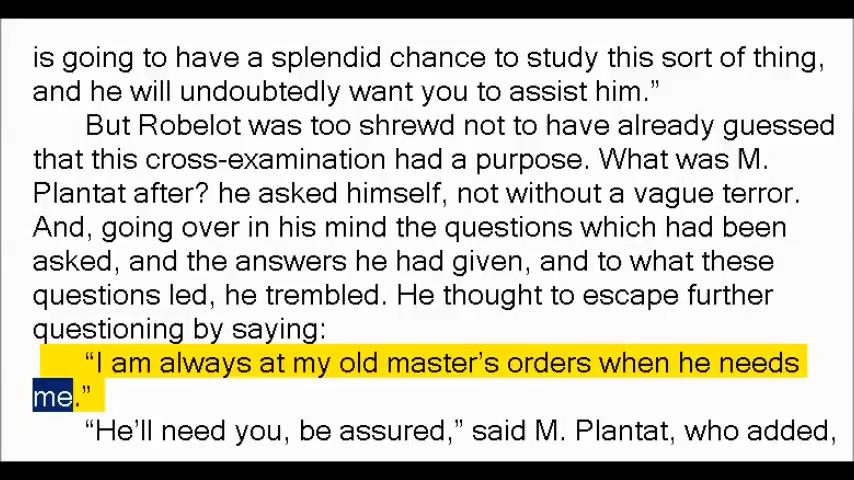 is going to have a splendid chance to study this sort of thing,
and he will undoubtedly want you to assist him.”
But Robelot was too shrewd not to have already guessed
that this cross-examination had a purpose. What was M.
Plantat after? he asked himself, not without a vague terror.
And, going over in his mind the questions which had been
asked, and the answers he had given, and to what these
questions led, he trembled. He thought to escape further
questioning by saying:
“I am always at my old master’s orders when he needs
me.”
“He’ll need you, be assured,” said M. Plantat, who added,